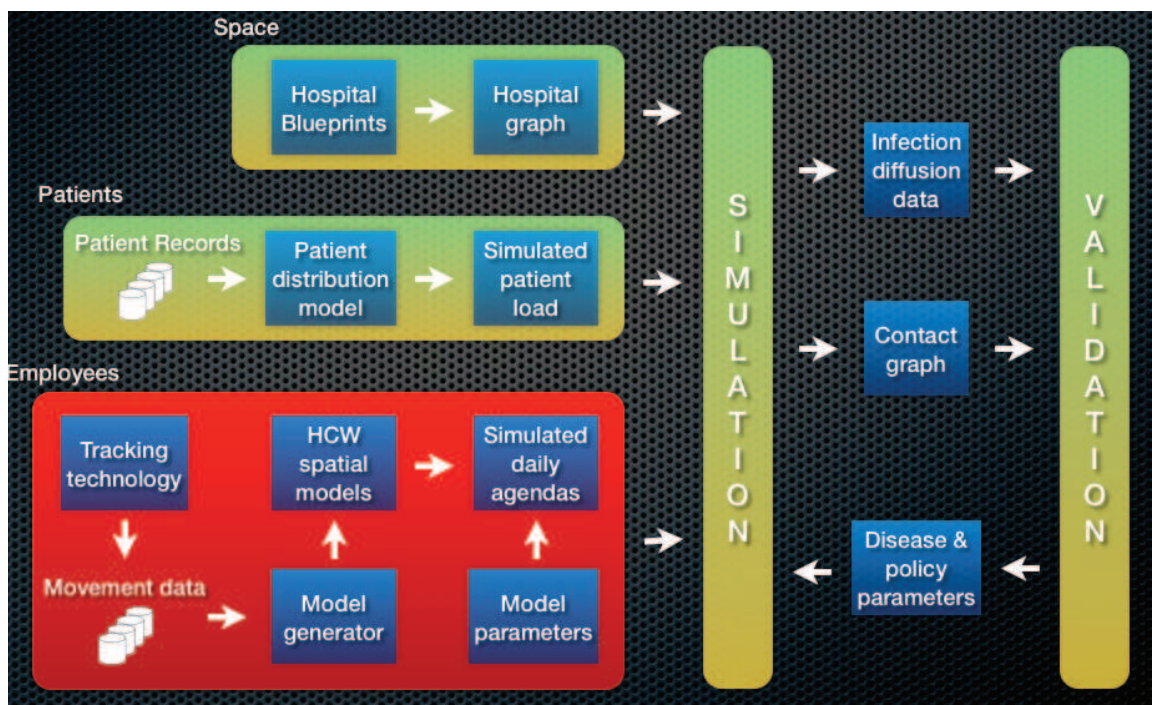 Space
Hospital
Blueprints
Hospital
graph
Patients
Patient Records
Patient
distribution
model
Simulated
patient
load
Employees
Tracking
technology
HCW
spatial
models
Simulated
daily
agendas
Movement data
Model
generator
Model
parameters
SIMULATION
Infection
diffusion
data
Contact
graph
Disease &
policy
parameters
VALIDATION